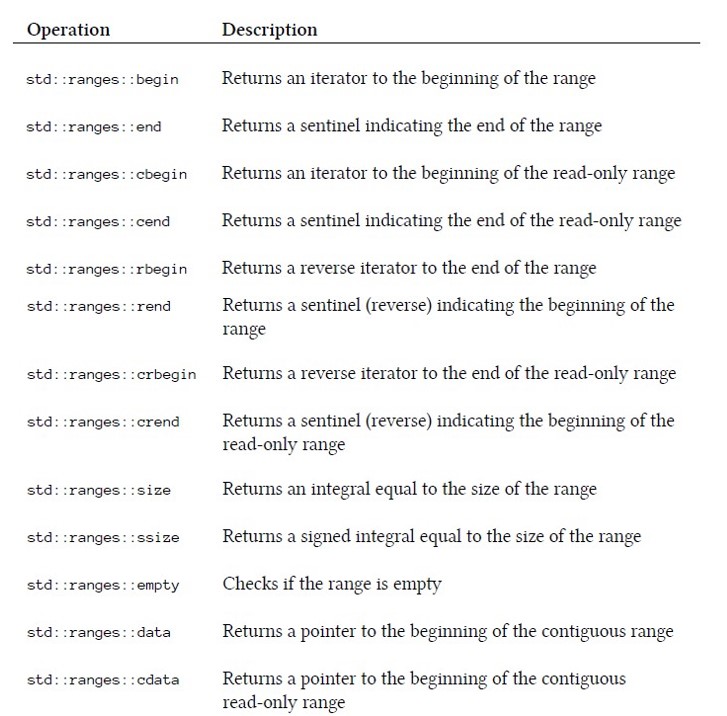 Operation Description
std::ranges::begin Returns an iterator to the beginning of the range
std::ranges::end Returns a sentinel indicating the end of the range
std::ranges::cbegin Returns an iterator to the beginning of the read-only range
std::ranges::cend Returns a sentinel indicating the end of the read-only range
std::ranges::rbegin Returns a reverse iterator to the end of the range
std::ranges::rend Returns a sentinel (reverse) indicating the beginning of the
range
std::ranges::crbegin Returns a reverse iterator to the end of the read-only range
std::ranges::crend Returns a sentinel (reverse) indicating the beginning of the
read-only range
std::ranges::size Returns an integral equal to the size of the range
std::ranges::ssize Returns a signed integral equal to the size of the range
std::ranges::empty Checks if the range is empty
std::ranges::data Returns a pointer to the beginning of the contiguous range
std::ranges::cdata Returns a pointer to the beginning of the contiguous
read-only range